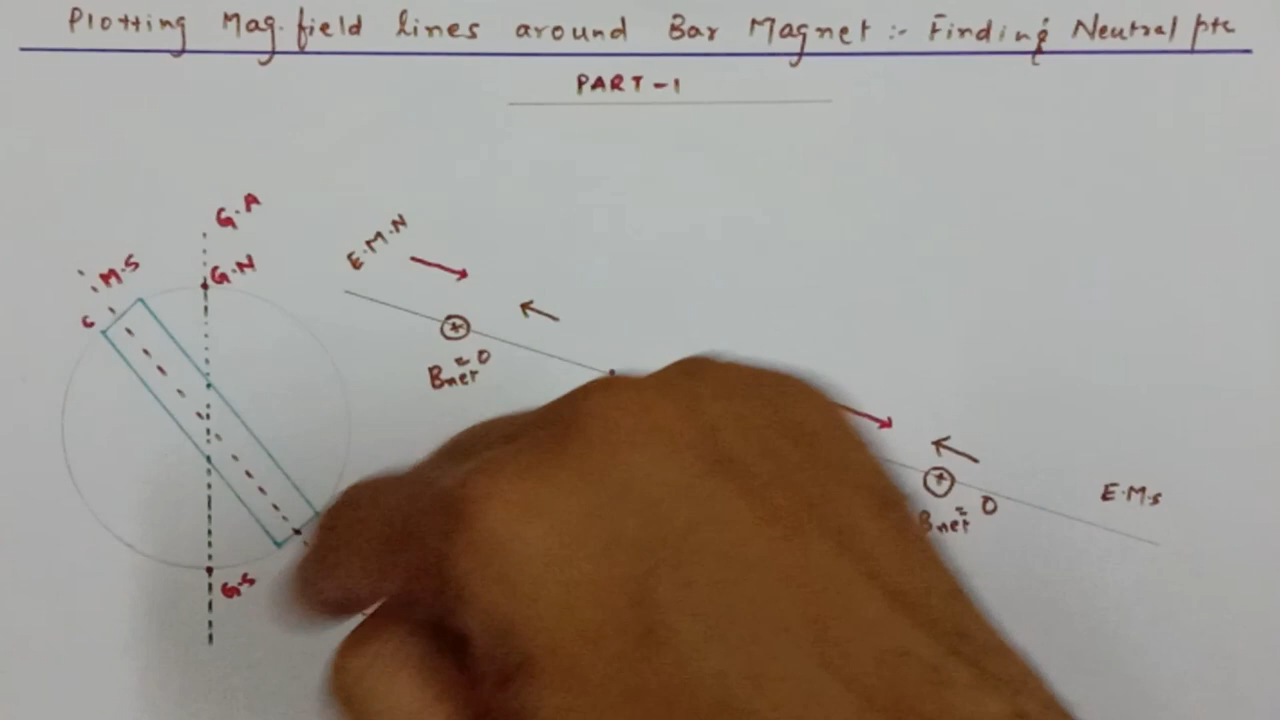 Plotting Mag. field lines around Bar Magnet :- Finding Neutral pts
PART-1
G.A
E.M.N
M.S
G.N
Bnet = 0
E.M.S
Bnet = 0
G.S